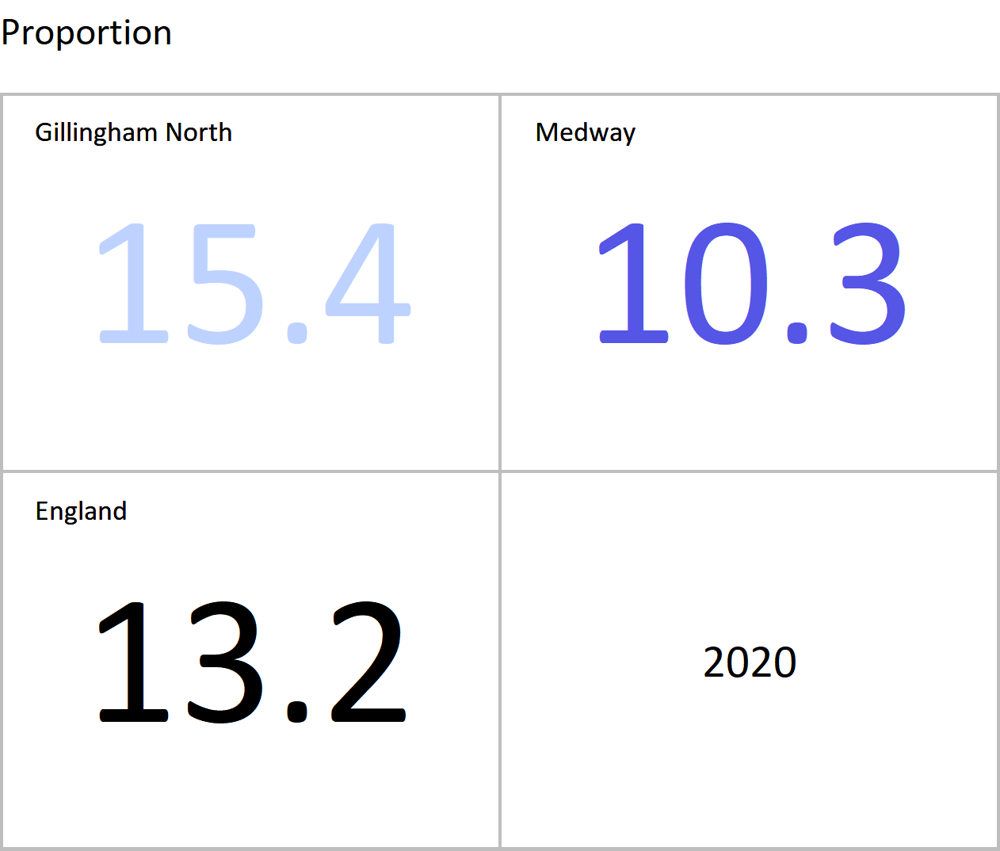 Proportion
Gillingham North
15.4
Medway
10.3
England
13.2
2020